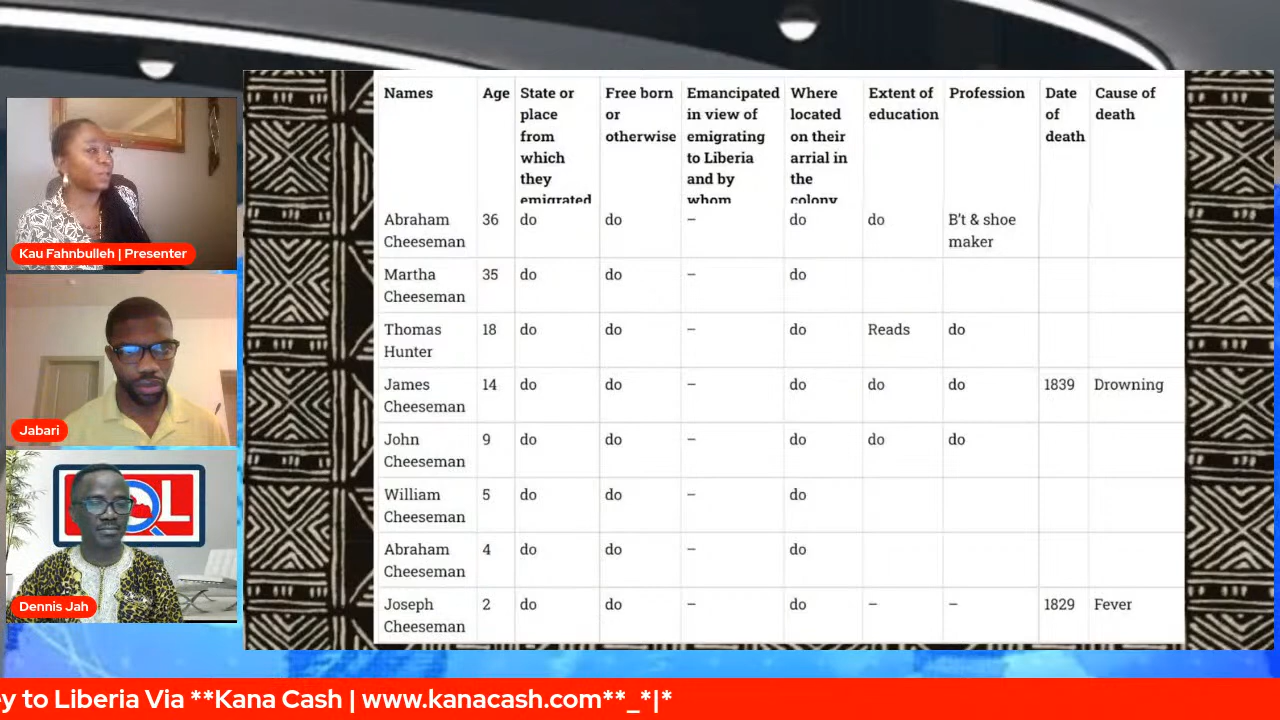 Names Age State or Free born Emancipated Where Extent of Profession Date Cause of
place or in view of located education of death
from otherwise emigrating on their death
which to Liberia arrial in
they and by the
emigrated whom colony
Abraham 36 do do – do do B't & shoe
Cheeseman maker
Martha 35 do do – do
Cheeseman
Thomas 18 do do – do Reads do
Hunter
James 14 do do – do do do 1839 Drowning
Cheeseman
John 9 do do – do do do
Cheeseman
William 5 do do – do
Cheeseman
Abraham 4 do do – do
Cheeseman
Joseph 2 do do – do – – 1829 Fever
Cheeseman
Kau Fahnbulleh | Presenter
Jabari
QL
Dennis Jah
ey to Liberia Via **Kana Cash | www.kanacash.com**_*|*